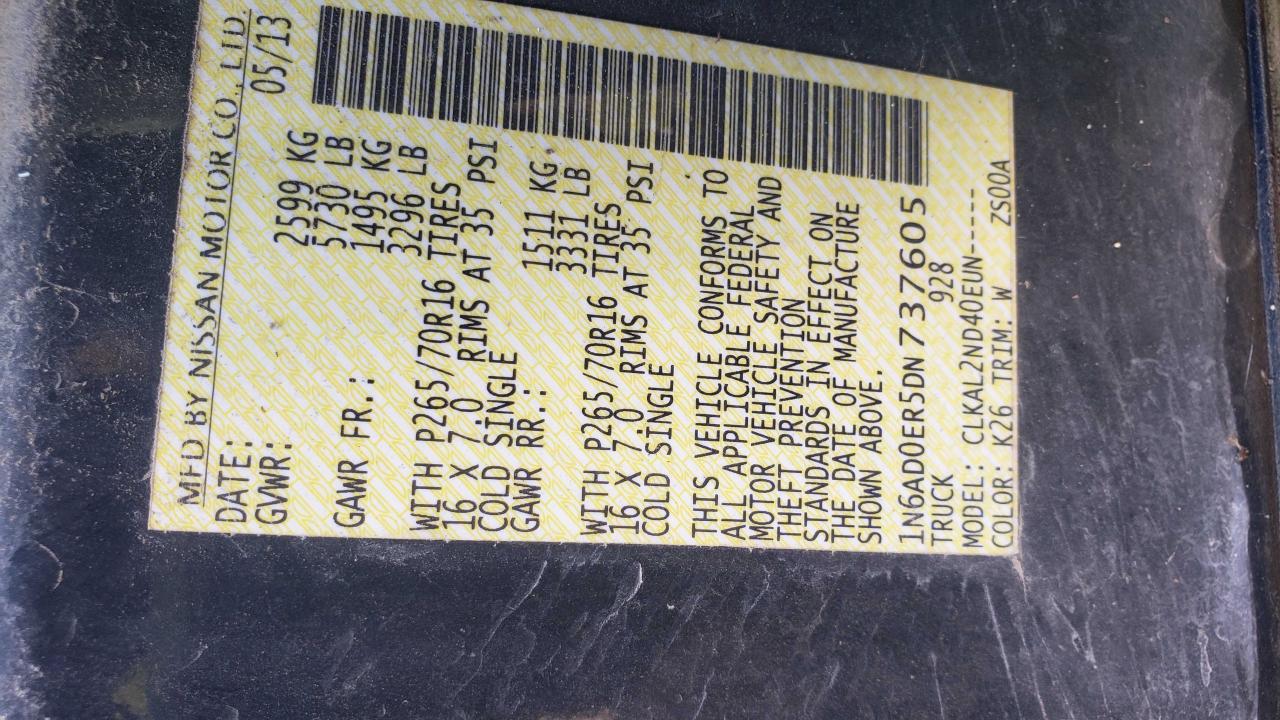 MFD BY NISSAN MOTOR CO., LTD.
DATE: 05/13
GVWR: 2599 KG
5730 LB
GAWR FR.: 1495 KG
3296 LB
WITH P265/70R16 TIRES
16 X 7.0 RIMS AT 35 PSI
COLD SINGLE
GAWR RR.: 1511 KG
3331 LB
WITH P265/70R16 TIRES
16 X 7.0 RIMS AT 35 PSI
COLD SINGLE
THIS VEHICLE CONFORMS TO
ALL APPLICABLE FEDERAL
MOTOR VEHICLE SAFETY AND
THEFT PREVENTION
STANDARDS IN EFFECT ON
THE DATE OF MANUFACTURE
SHOWN ABOVE.
1N6AD0ER5DN737605
TRUCK 928
MODEL: CLKAL2ND40EUN-----
COLOR: K26 TRIM: W ZS00A